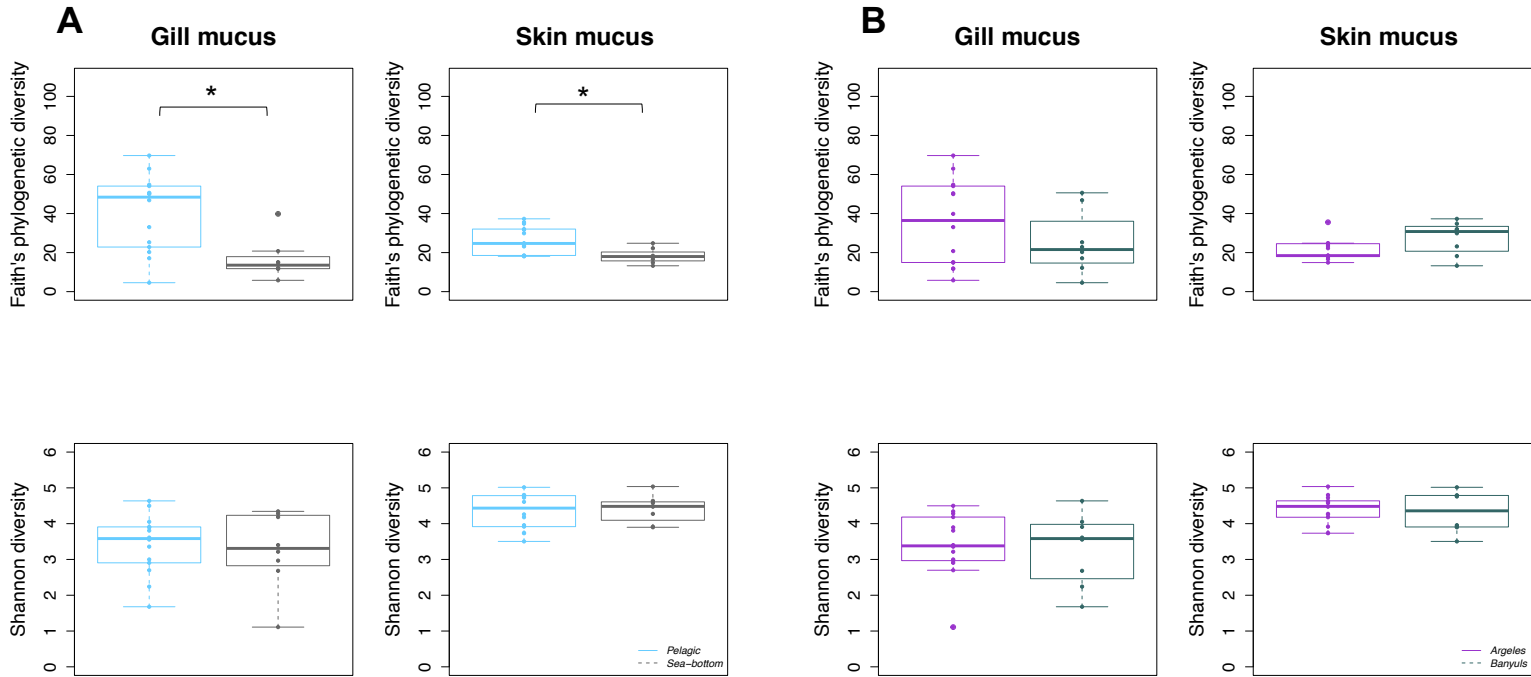 A
B
Gill mucus
Skin mucus
Gill mucus
Skin mucus
Faith's phylogenetic diversity
0 20 40 60 80 100
*
Faith's phylogenetic diversity
0 20 40 60 80 100
*
Faith's phylogenetic diversity
0 20 40 60 80 100
Faith's phylogenetic diversity
0 20 40 60 80 100
Shannon diversity
0 1 2 3 4 5 6
Shannon diversity
0 1 2 3 4 5 6
Pelagic
Sea-bottom
Shannon diversity
0 1 2 3 4 5 6
Shannon diversity
0 1 2 3 4 5 6
Argeles
Banyuls